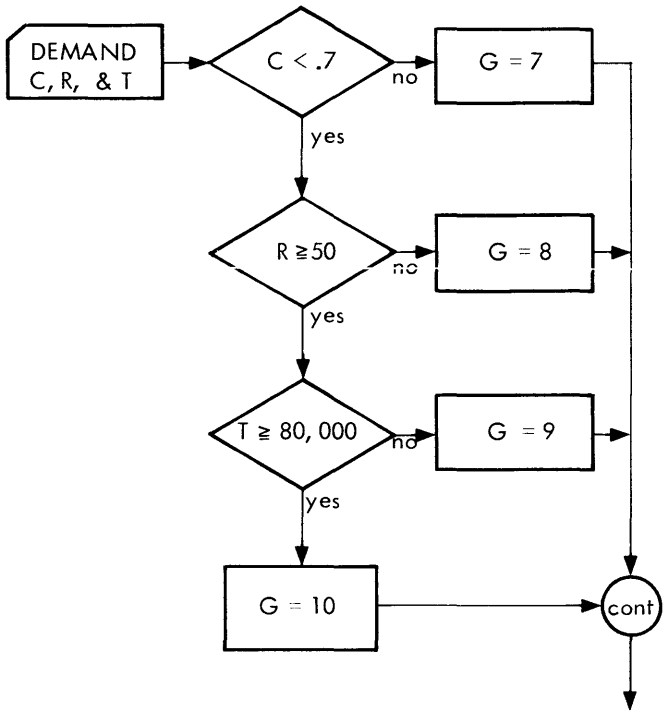 DEMAND
C, R, & T
C < .7
no
G = 7
yes
R ≧ 50
no
G = 8
yes
T ≧ 80,000
no
G = 9
yes
G = 10
cont